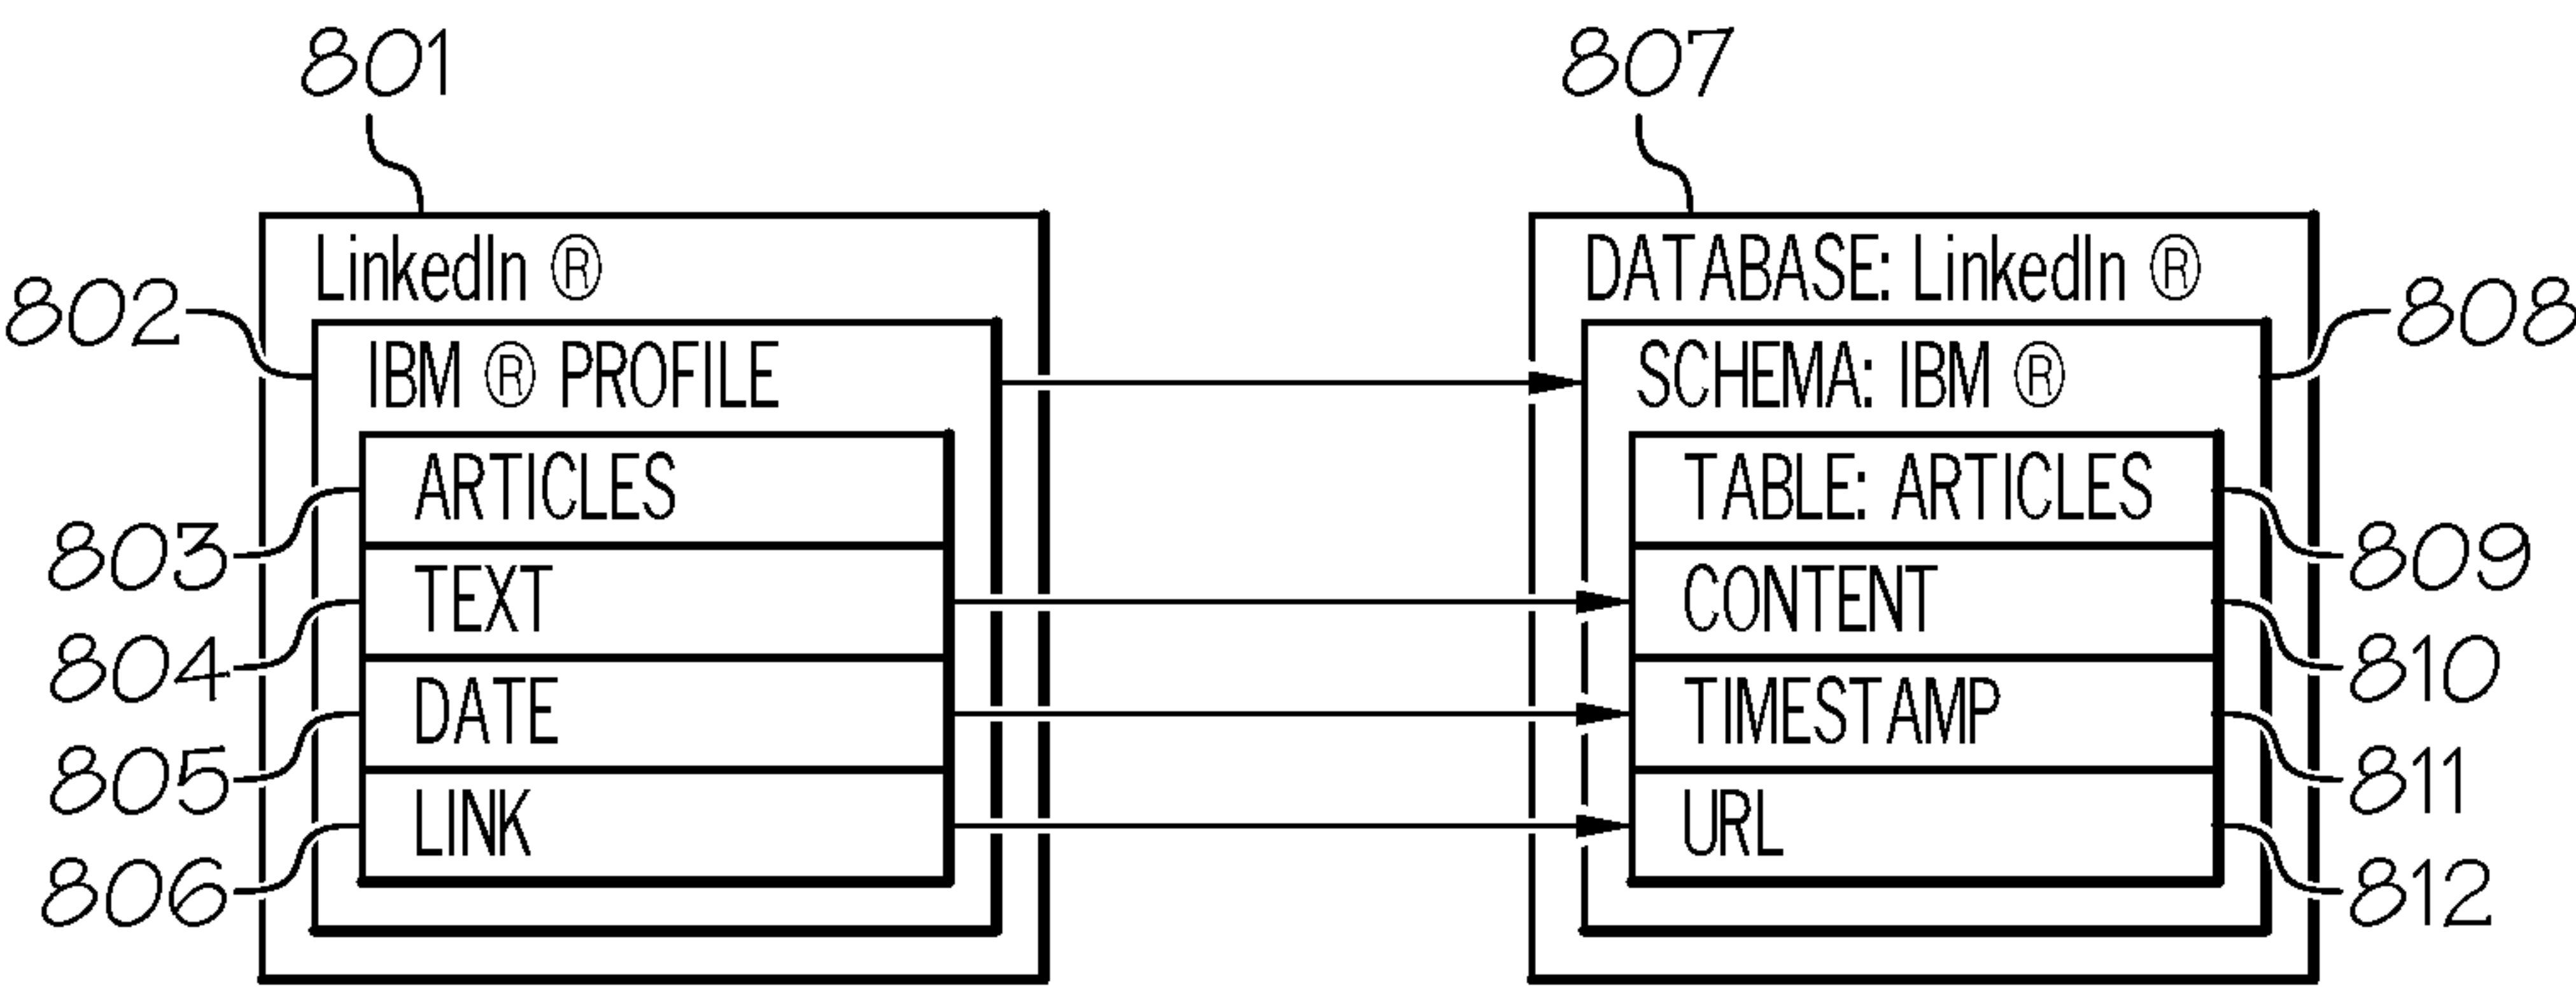 801
807
LinkedIn ®
DATABASE: LinkedIn ®
802
808
IBM ® PROFILE
SCHEMA: IBM ®
ARTICLES
TABLE: ARTICLES
803
809
TEXT
CONTENT
804
810
DATE
TIMESTAMP
805
811
LINK
URL
806
812